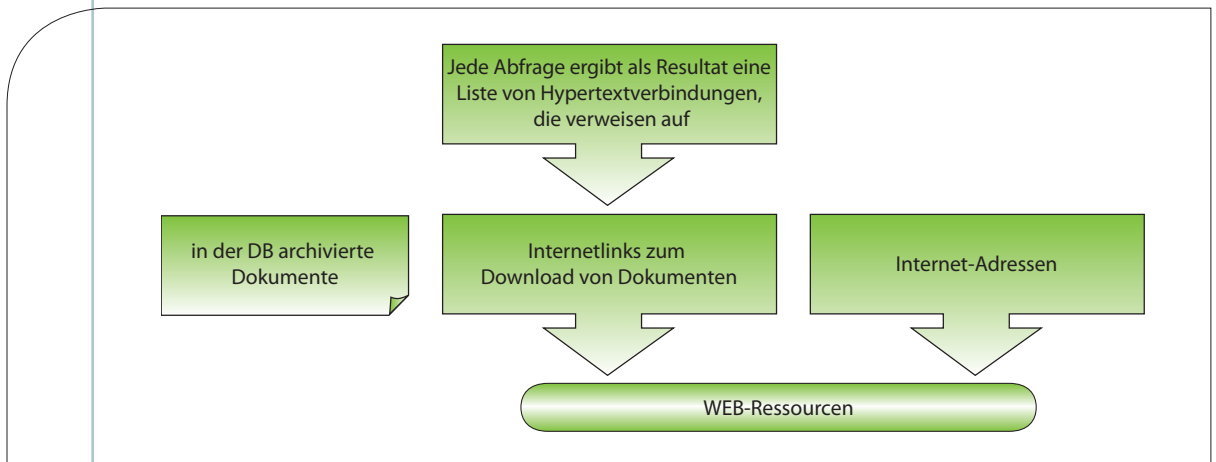 Jede Abfrage ergibt als Resultat eine
Liste von Hypertextverbindungen,
die verweisen auf
in der DB archivierte
Dokumente
Internetlinks zum
Download von Dokumenten
Internet-Adressen
WEB-Ressourcen